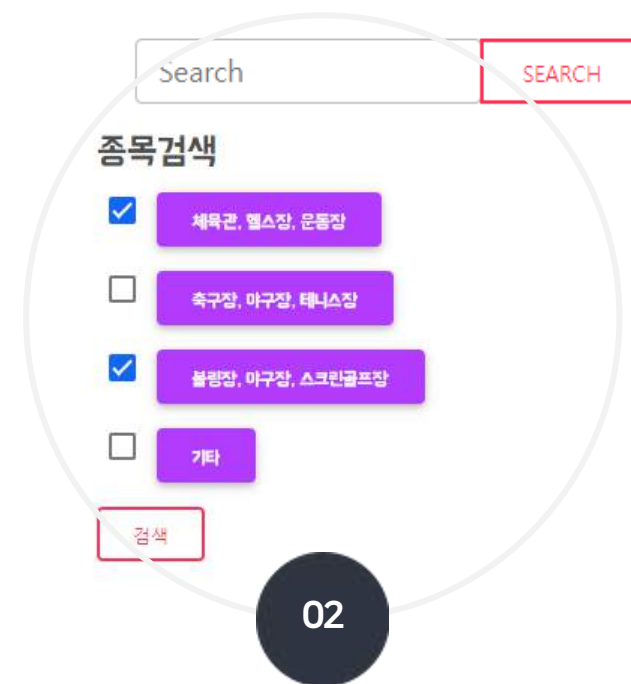 Search
SEARCH
종목검색
체육관, 헬스장, 운동장
축구장, 야구장, 테니스장
볼링장, 야구장, 스크린골프장
기타
검색
02